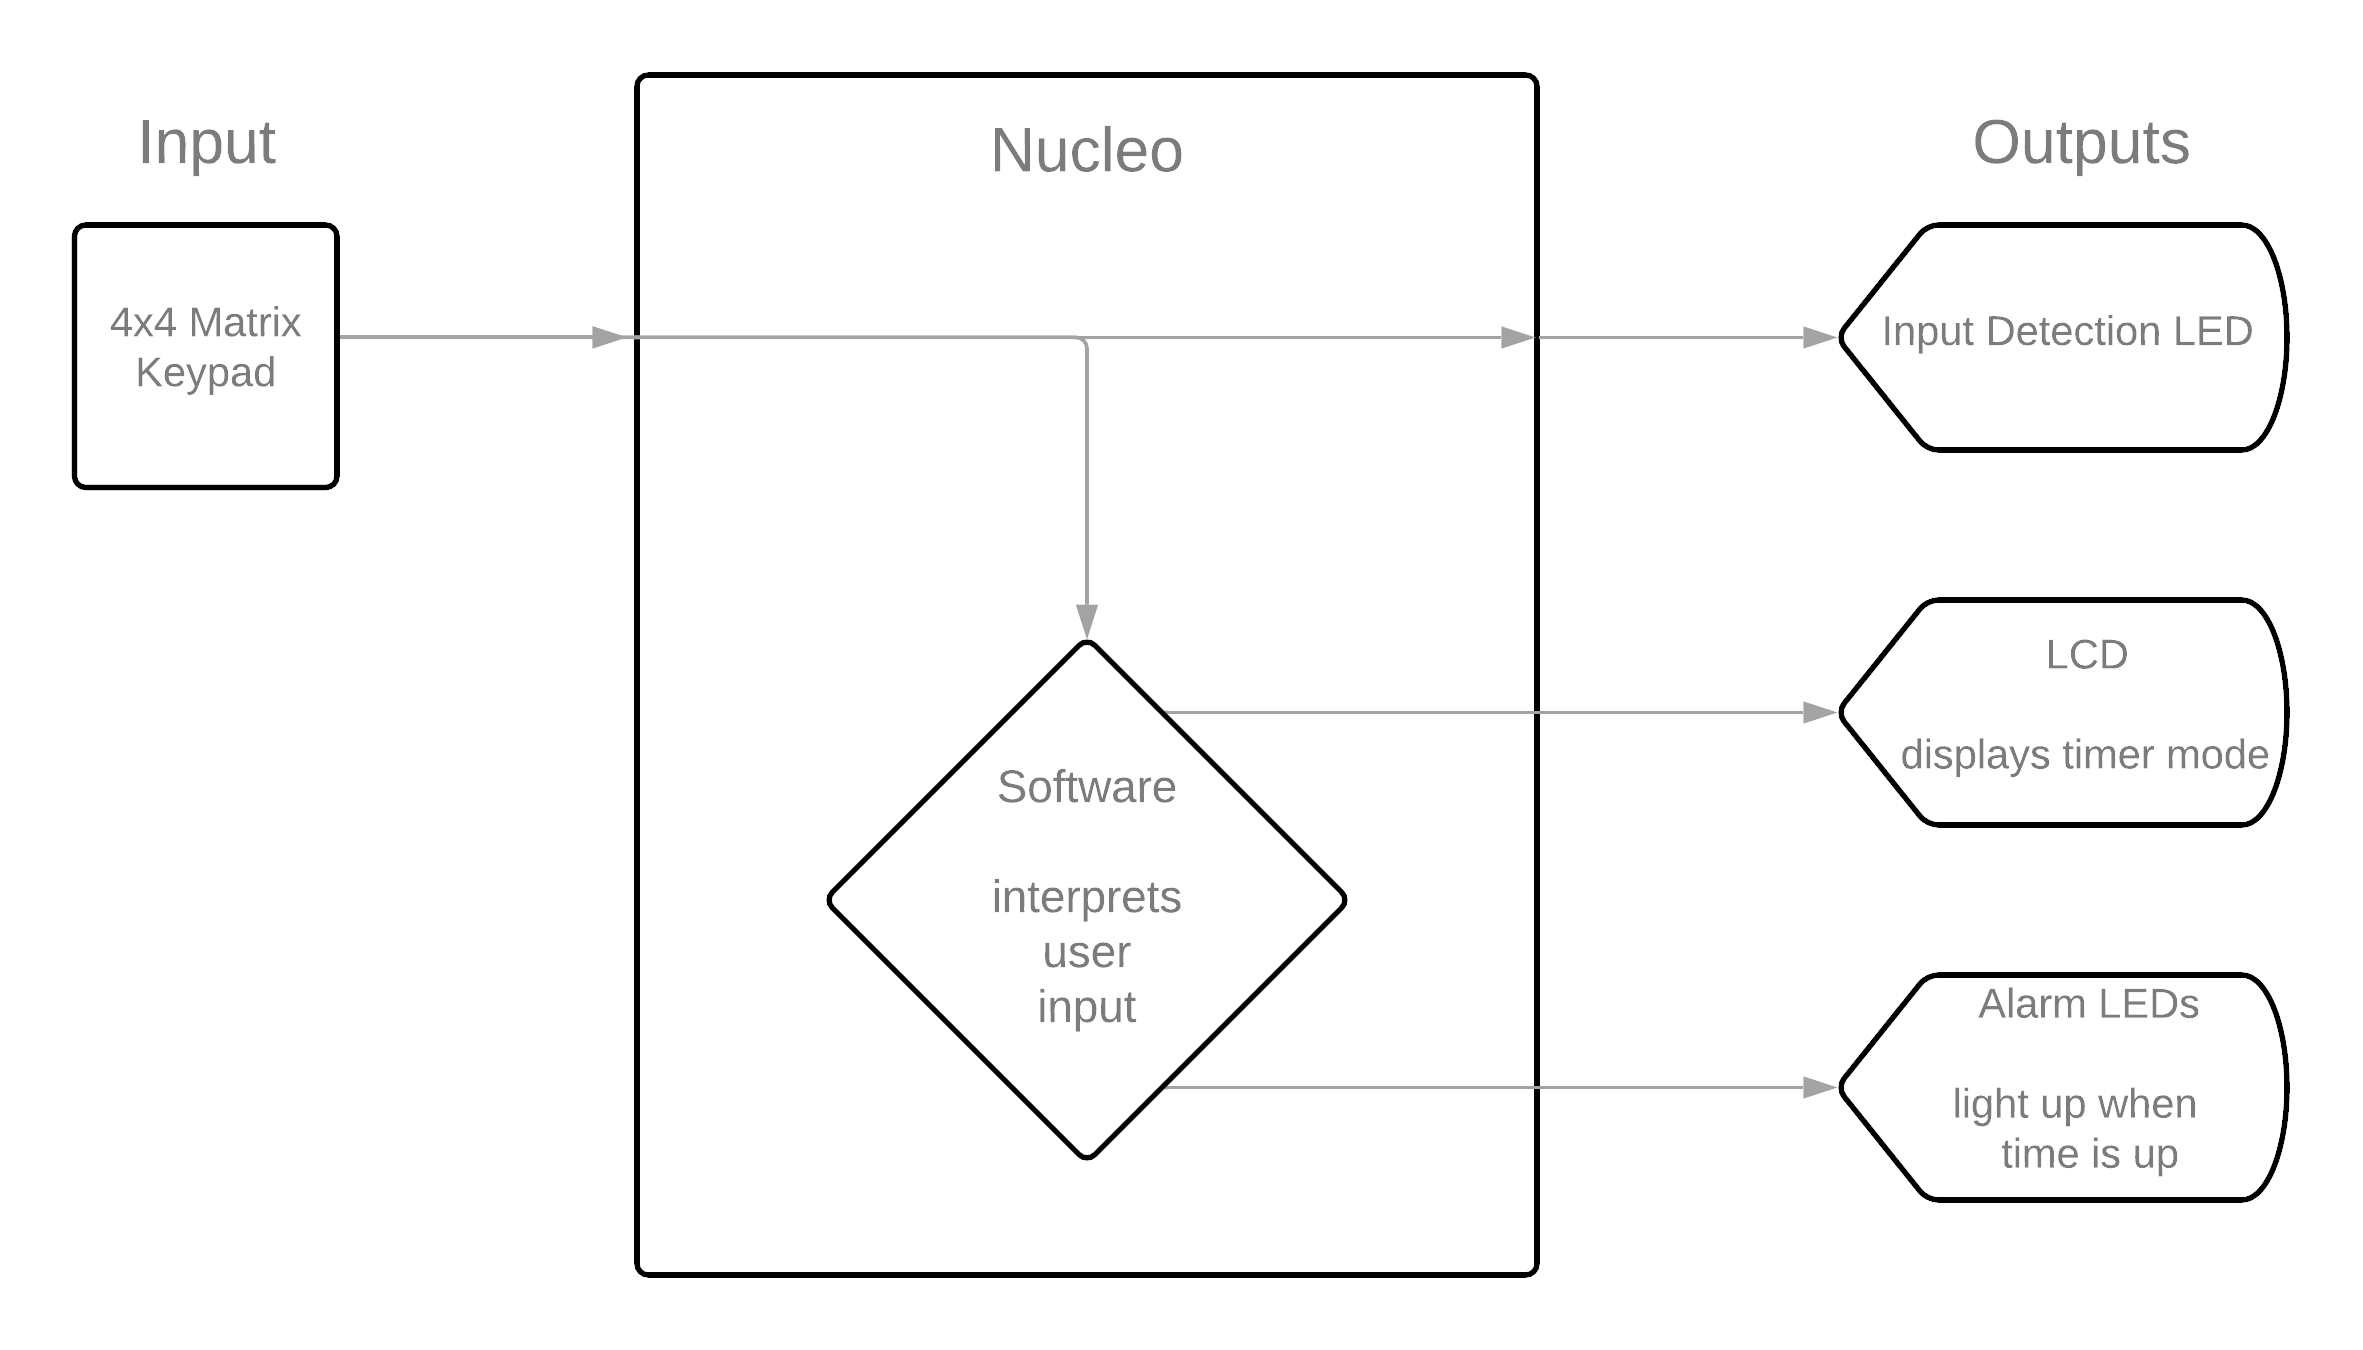 Input
Nucleo
Outputs
4x4 Matrix
Keypad
Input Detection LED
LCD
displays timer mode
Software
interprets
user
input
Alarm LEDs
light up when
time is up